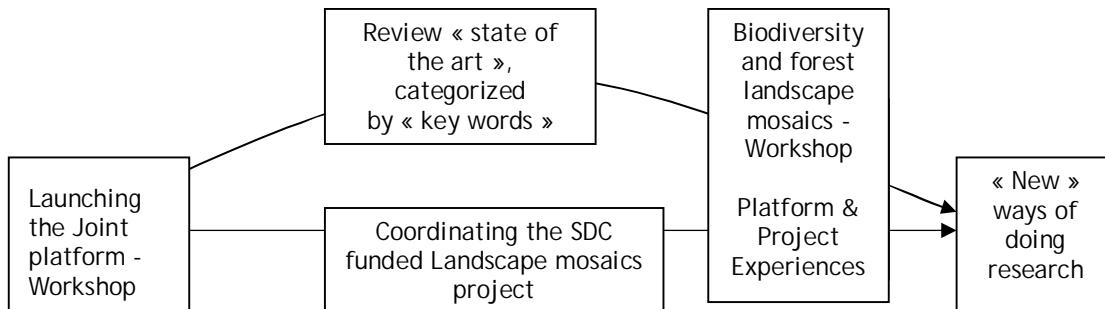 Launching
the Joint
platform -
Workshop
Review « state of
the art »,
categorized
by « key words »
Coordinating the SDC
funded Landscape mosaics
project
Biodiversity
and forest
landscape
mosaics -
Workshop
Platform &
Project
Experiences
« New »
ways of
doing
research